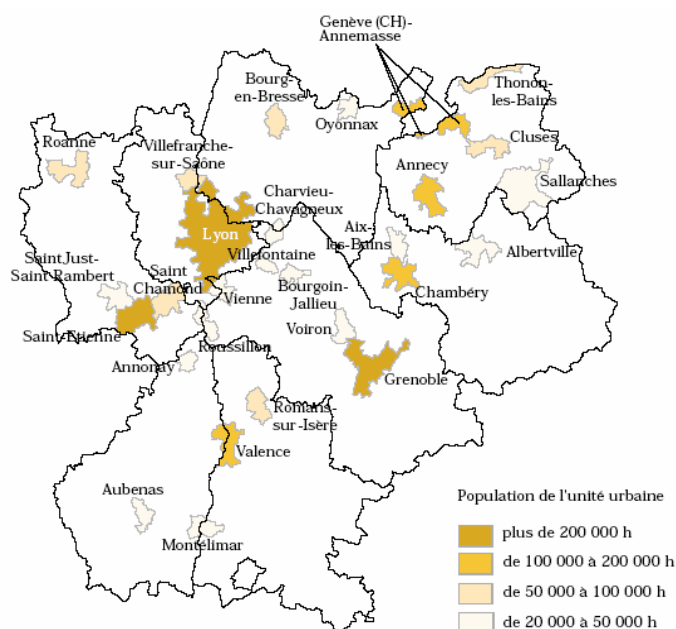 Genève (CH)-
Annemasse
Bourg-
en-Bresse
Thonon-
les-Bains
Oyonnax
Roanne
Villefranche-
sur-Saône
Cluses
Annecy
Sallanches
Charvieu-
Chavagneux
Lyon
Aix-
les-Bains
Albertville
Villefontaine
Saint Just-
Saint-Rambert
Saint
Chamond
Bourgoin-
Jallieu
Chambéry
Vienne
Voiron
Saint-Etienne
Roussillon
Annonay
Grenoble
Romans-
sur-Isère
Valence
Aubenas
Montélimar
Population de l'unité urbaine
plus de 200 000 h
de 100 000 à 200 000 h
de 50 000 à 100 000 h
de 20 000 à 50 000 h